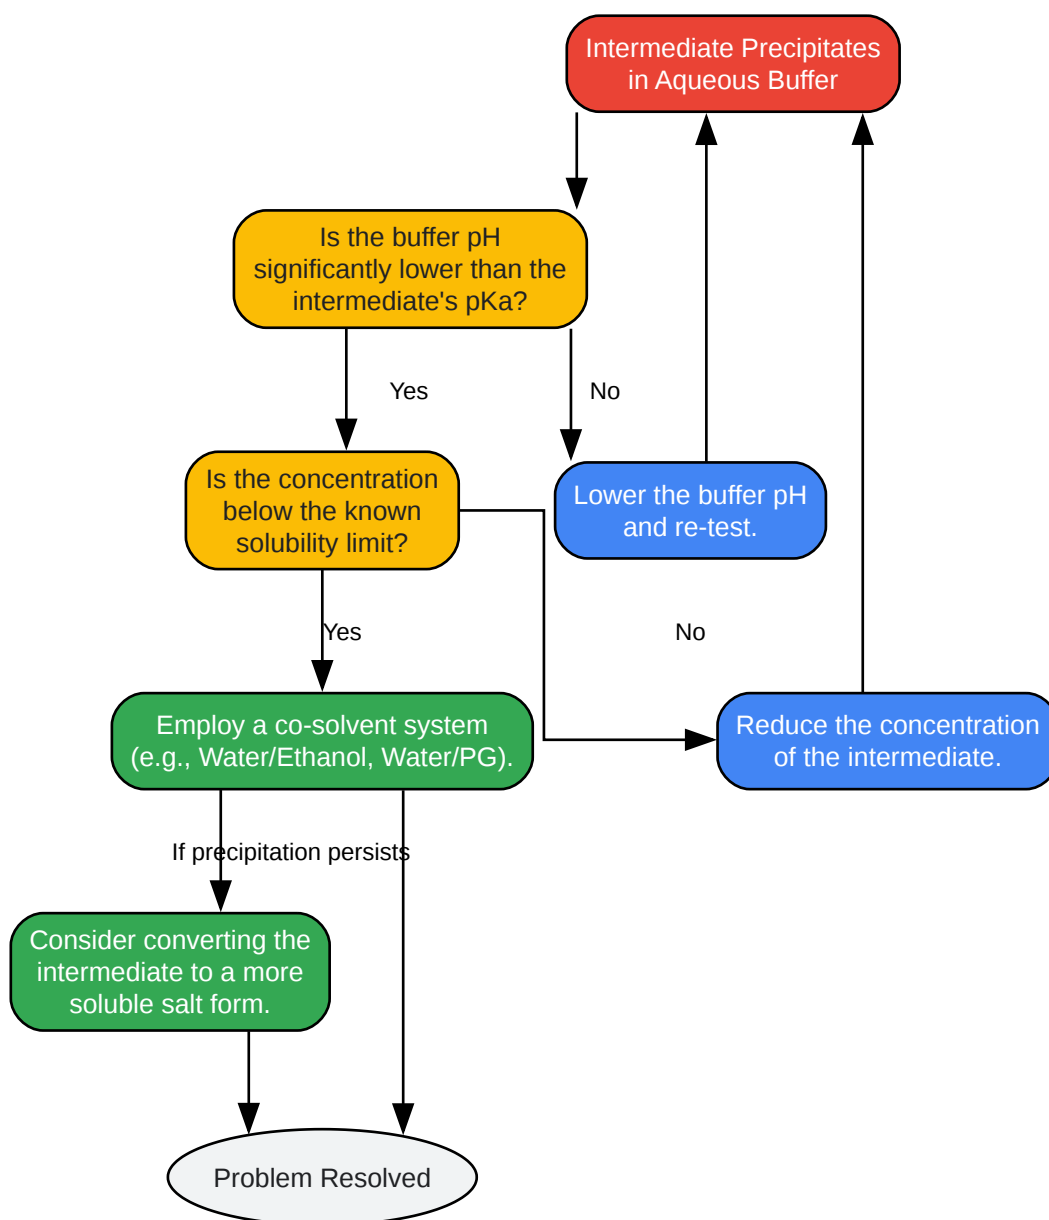 Intermediate Precipitates
in Aqueous Buffer
Is the buffer pH
significantly lower than the
intermediate's pKa?
Yes
No
Is the concentration
below the known
solubility limit?
Lower the buffer pH
and re-test.
Yes
No
Employ a co-solvent system
(e.g., Water/Ethanol, Water/PG).
Reduce the concentration
of the intermediate.
If precipitation persists
Consider converting the
intermediate to a more
soluble salt form.
Problem Resolved